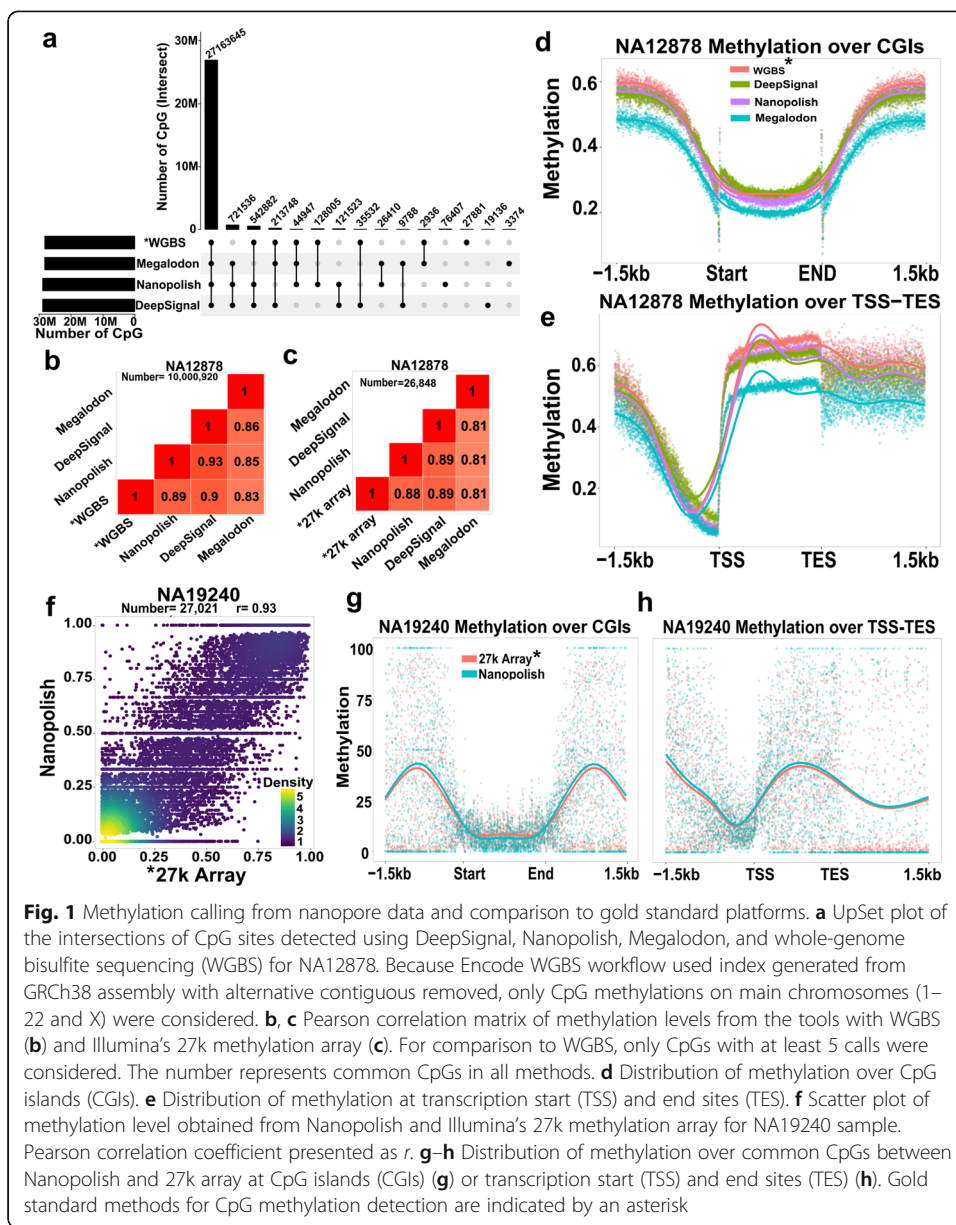 a
30M
20M
10M
0
Number of CpG (Intersect)
27163645
721536
542882
213748
44947
128005
121523
35532
26410
9788
2936
76407
27881
19136
3374
*WGBS
Megalodon
Nanopolish
DeepSignal
30M 20M 10M 0
Number of CpG
b
NA12878
Number= 10,000,920
Megalodon 1
DeepSignal 1 0.86
Nanopolish 1 0.93 0.85
*WGBS 1 0.89 0.9 0.83
*WGBS Nanopolish DeepSignal Megalodon
c
NA12878
Number=26,848
Megalodon 1
DeepSignal 1 0.81
Nanopolish 1 0.89 0.81
*27k array 1 0.88 0.89 0.81
*27k array Nanopolish DeepSignal Megalodon
d
NA12878 Methylation over CGIs
WGBS*
DeepSignal
Nanopolish
Megalodon
Methylation
0.6
0.4
0.2
−1.5kb Start END 1.5kb
e
NA12878 Methylation over TSS−TES
Methylation
0.6
0.4
0.2
−1.5kb TSS TES 1.5kb
f
NA19240
Number= 27,021 r= 0.93
Nanopolish
1.00
0.75
0.50
0.25
0.00
Density
5
4
3
2
1
0.00 0.25 0.50 0.75 1.00
*27k Array
g
NA19240 Methylation over CGIs
27k Array*
Nanopolish
Methylation
100
75
50
25
0
−1.5kb Start End 1.5kb
h
NA19240 Methylation over TSS-TES
−1.5kb TSS TES 1.5kb
Fig. 1 Methylation calling from nanopore data and comparison to gold standard platforms. a UpSet plot of
the intersections of CpG sites detected using DeepSignal, Nanopolish, Megalodon, and whole-genome
bisulfite sequencing (WGBS) for NA12878. Because Encode WGBS workflow used index generated from
GRCh38 assembly with alternative contiguous removed, only CpG methylations on main chromosomes (1–
22 and X) were considered. b, c Pearson correlation matrix of methylation levels from the tools with WGBS
(b) and Illumina's 27k methylation array (c). For comparison to WGBS, only CpGs with at least 5 calls were
considered. The number represents common CpGs in all methods. d Distribution of methylation over CpG
islands (CGIs). e Distribution of methylation at transcription start (TSS) and end sites (TES). f Scatter plot of
methylation level obtained from Nanopolish and Illumina's 27k methylation array for NA19240 sample.
Pearson correlation coefficient presented as r. g–h Distribution of methylation over common CpGs between
Nanopolish and 27k array at CpG islands (CGIs) (g) or transcription start (TSS) and end sites (TES) (h). Gold
standard methods for CpG methylation detection are indicated by an asterisk